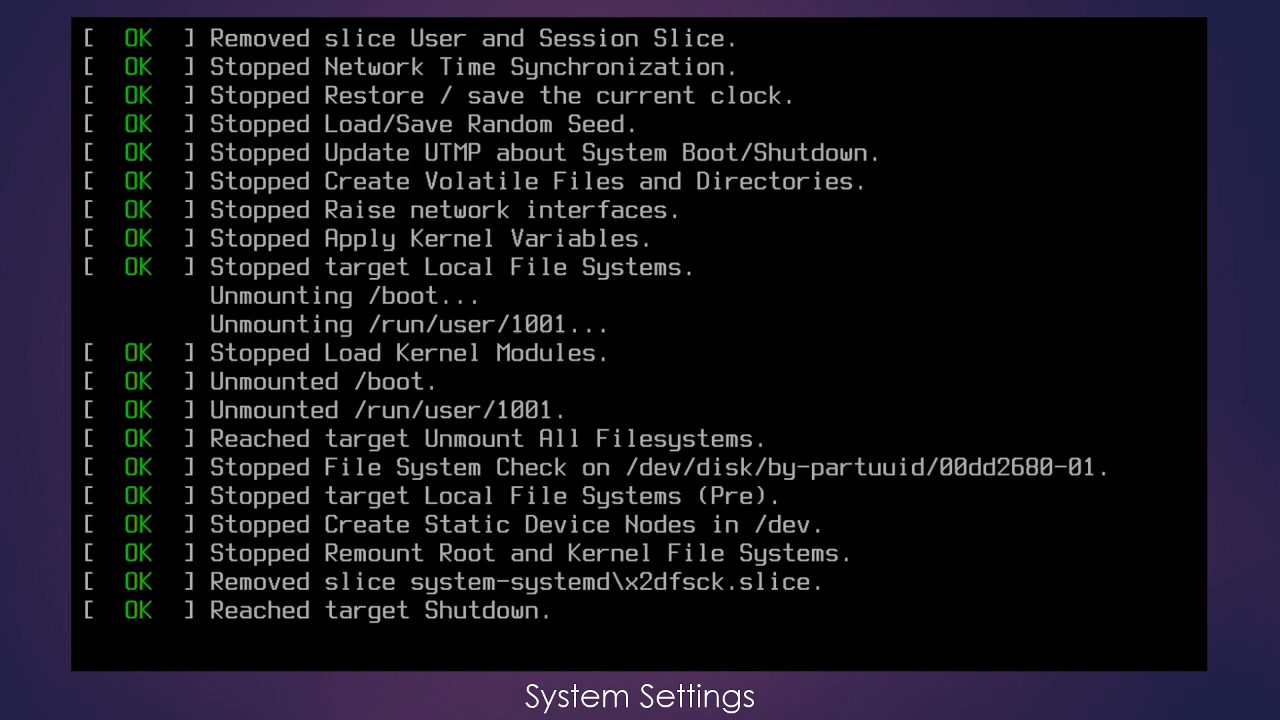 [  OK  ] Removed slice User and Session Slice.
[  OK  ] Stopped Network Time Synchronization.
[  OK  ] Stopped Restore / save the current clock.
[  OK  ] Stopped Load/Save Random Seed.
[  OK  ] Stopped Update UTMP about System Boot/Shutdown.
[  OK  ] Stopped Create Volatile Files and Directories.
[  OK  ] Stopped Raise network interfaces.
[  OK  ] Stopped Apply Kernel Variables.
[  OK  ] Stopped target Local File Systems.
Unmounting /boot...
Unmounting /run/user/1001...
[  OK  ] Stopped Load Kernel Modules.
[  OK  ] Unmounted /boot.
[  OK  ] Unmounted /run/user/1001.
[  OK  ] Reached target Unmount All Filesystems.
[  OK  ] Stopped File System Check on /dev/disk/by-partuuid/00dd2680-01.
[  OK  ] Stopped target Local File Systems (Pre).
[  OK  ] Stopped Create Static Device Nodes in /dev.
[  OK  ] Stopped Remount Root and Kernel File Systems.
[  OK  ] Removed slice system-systemd\x2dfsck.slice.
[  OK  ] Reached target Shutdown.
System Settings